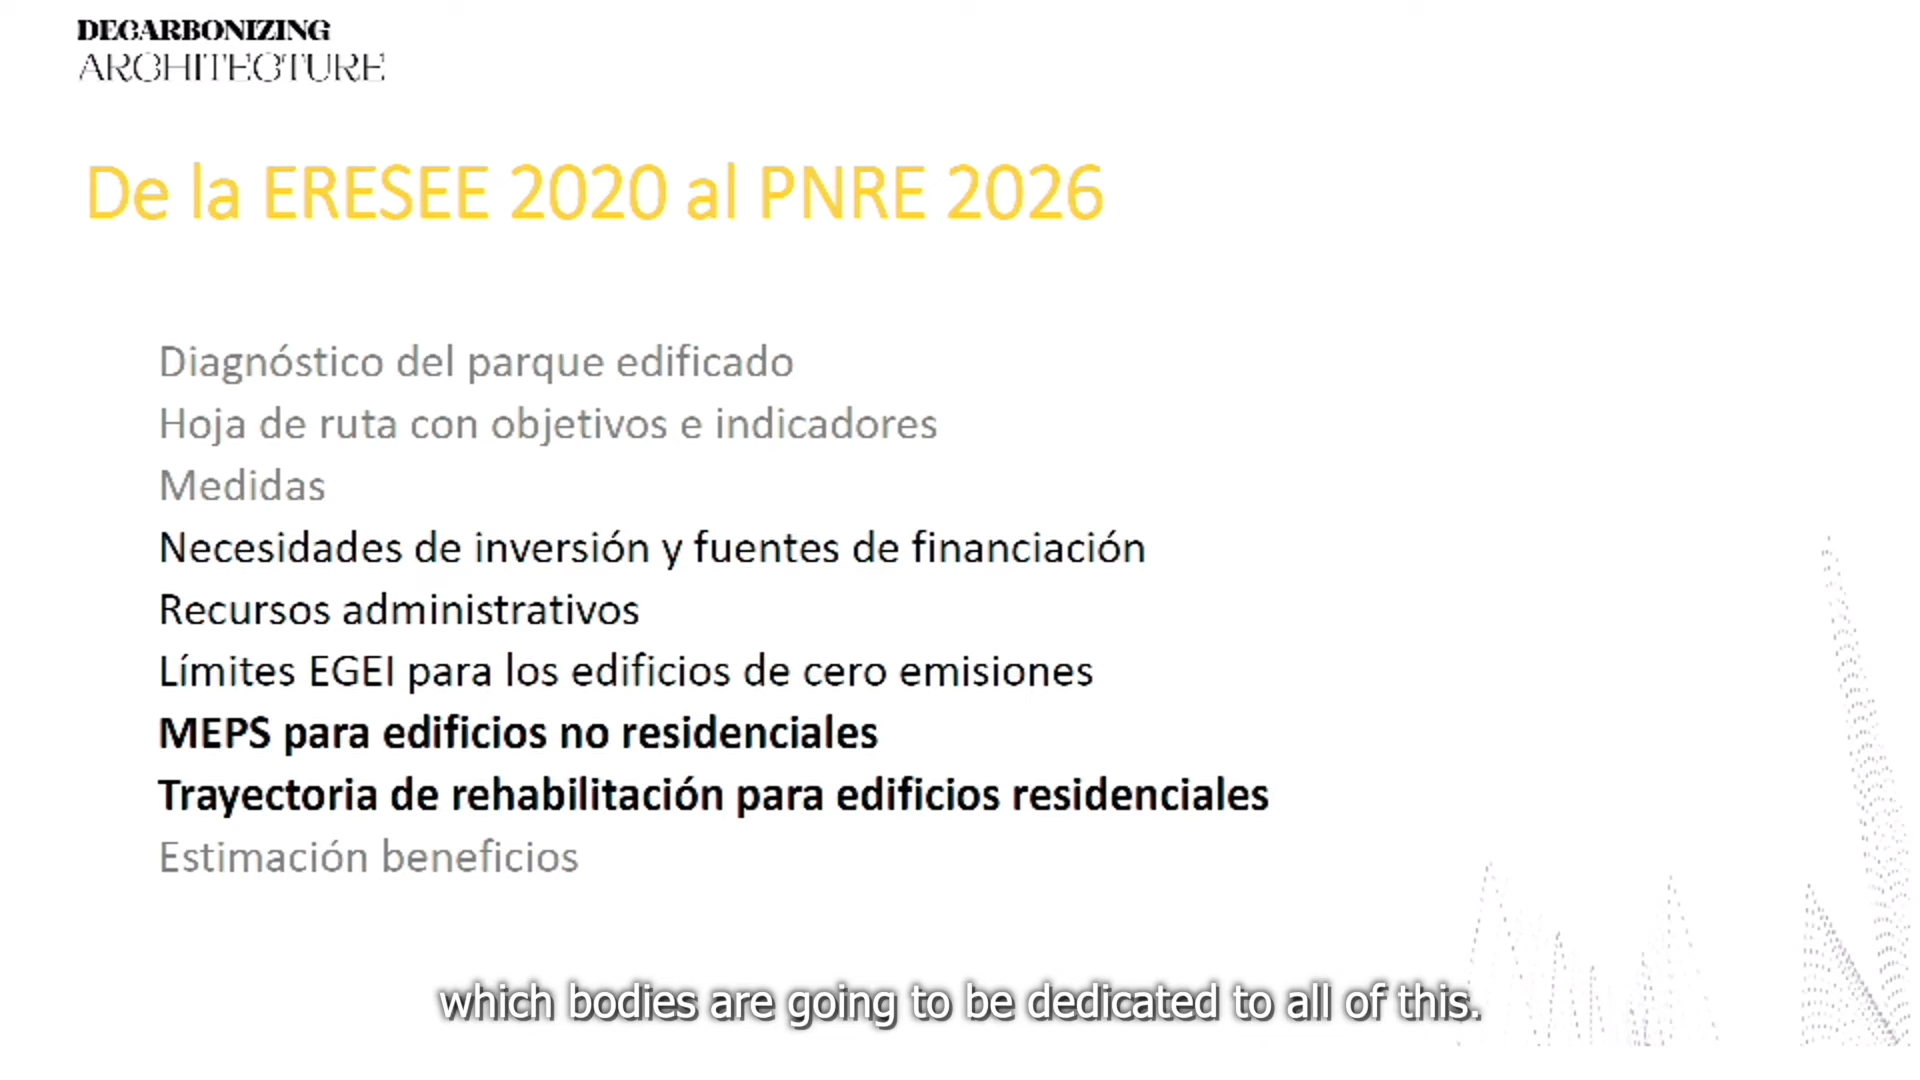 DECARBONIZING
ARCHITECTURE
De la ERESEE 2020 al PNRE 2026
Diagnóstico del parque edificado
Hoja de ruta con objetivos e indicadores
Medidas
Necesidades de inversión y fuentes de financiación
Recursos administrativos
Límites EGEI para los edificios de cero emisiones
MEPS para edificios no residenciales
Trayectoria de rehabilitación para edificios residenciales
Estimación beneficios
which bodies are going to be dedicated to all of this.